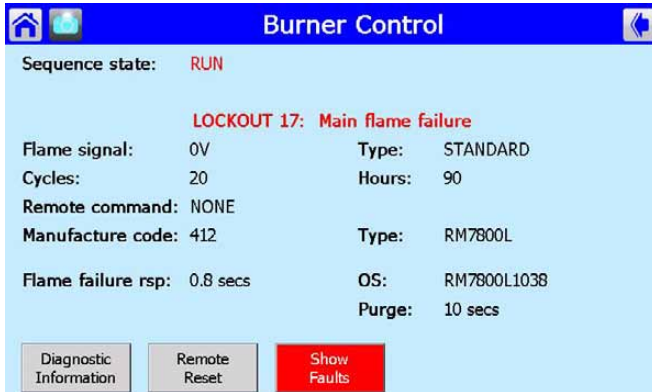 Burner Control
Sequence state: RUN
LOCKOUT 17: Main flame failure
Flame signal: 0V Type: STANDARD
Cycles: 20 Hours: 90
Remote command: NONE
Manufacture code: 412 Type: RM7800L
Flame failure rsp: 0.8 secs OS: RM7800L1038
Purge: 10 secs
Diagnostic Information
Remote Reset
Show Faults